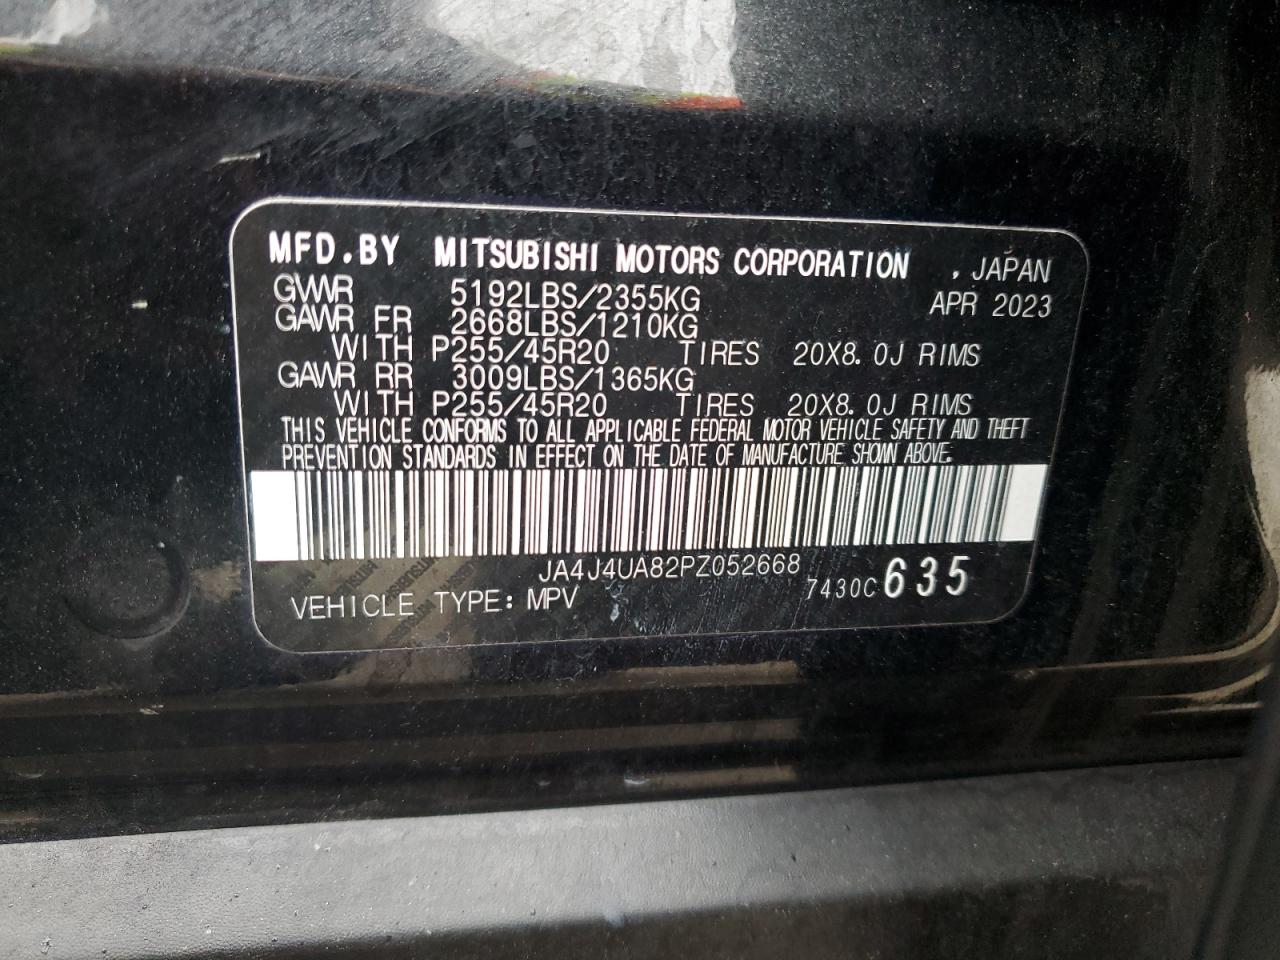 MFD.BY MITSUBISHI MOTORS CORPORATION , JAPAN
GVWR 5192LBS/2355KG APR 2023
GAWR FR 2668LBS/1210KG
WITH P255/45R20 TIRES 20X8.0J RIMS
GAWR RR 3009LBS/1365KG
WITH P255/45R20 TIRES 20X8.0J RIMS
THIS VEHICLE CONFORMS TO ALL APPLICABLE FEDERAL MOTOR VEHICLE SAFETY AND THEFT
PREVENTION STANDARDS IN EFFECT ON THE DATE OF MANUFACTURE SHOWN ABOVE.
JA4J4UA82PZ052668
VEHICLE TYPE: MPV 7430C 635